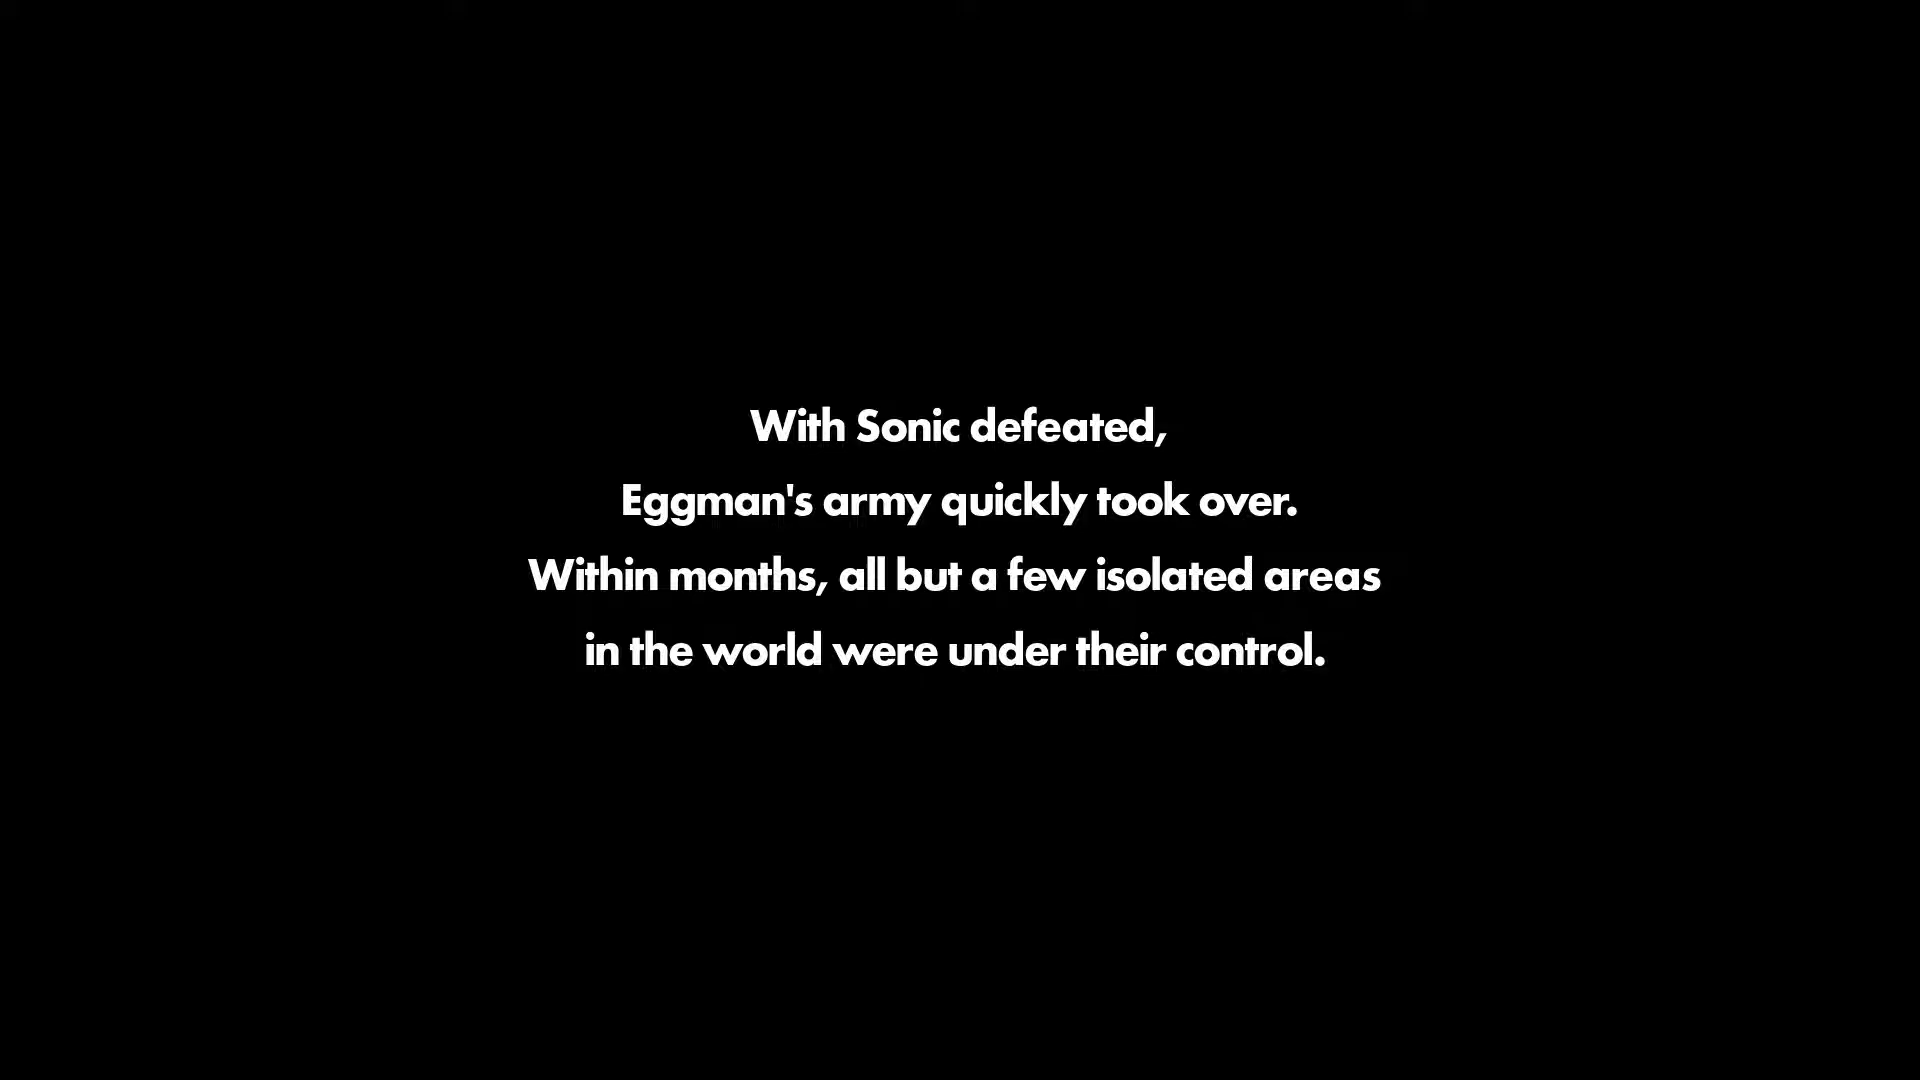 With Sonic defeated,
Eggman's army quickly took over.
Within months, all but a few isolated areas
in the world were under their control.